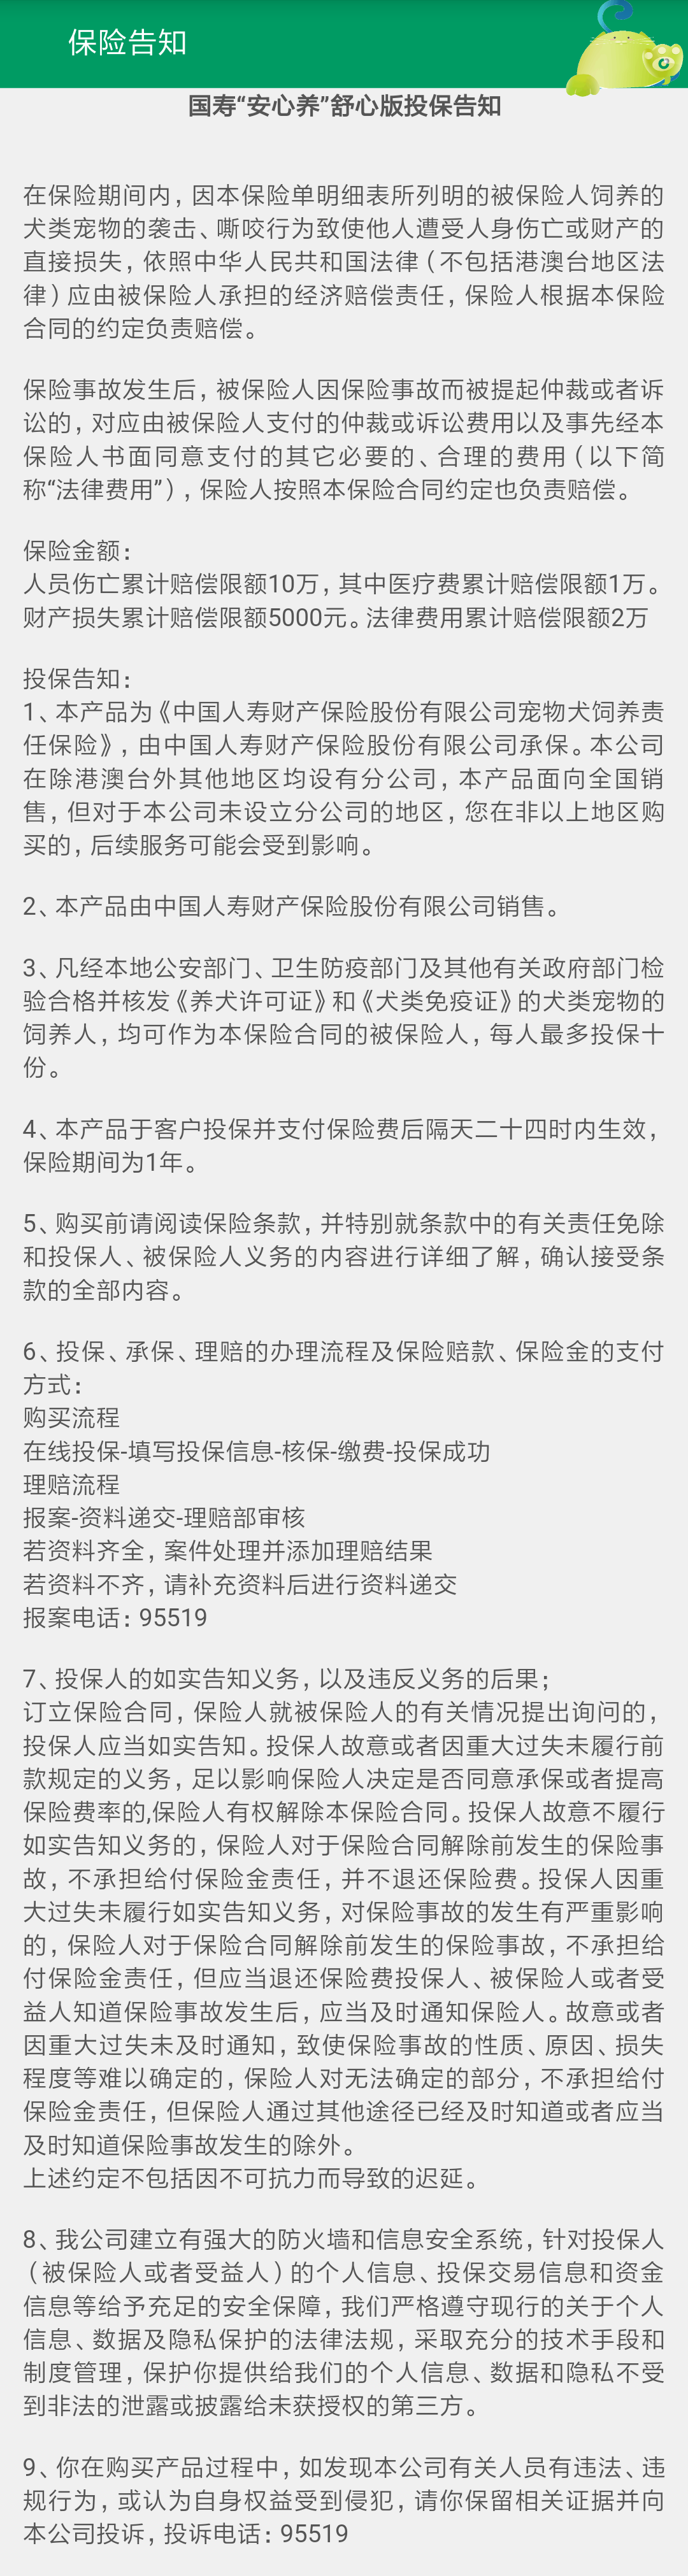 保险告知
国寿“安心养”舒心版投保告知
在保险期间内，因本保险单明细表所列明的被保险人饲养的
犬类宠物的袭击、嘶咬行为致使他人遭受人身伤亡或财产的
直接损失，依照中华人民共和国法律（不包括港澳台地区法
律）应由被保险人承担的经济赔偿责任，保险人根据本保险
合同的约定负责赔偿。
保险事故发生后，被保险人因保险事故而被提起仲裁或者诉
讼的，对应由被保险人支付的仲裁或诉讼费用以及事先经本
保险人书面同意支付的其它必要的、合理的费用（以下简
称“法律费用”），保险人按照本保险合同约定也负责赔偿。
保险金额：
人员伤亡累计赔偿限额10万，其中医疗费累计赔偿限额1万。
财产损失累计赔偿限额5000元。法律费用累计赔偿限额2万
投保告知：
1、本产品为《中国人寿财产保险股份有限公司宠物犬饲养责
任保险》，由中国人寿财产保险股份有限公司承保。本公司
在除港澳台外其他地区均设有分公司，本产品面向全国销
售，但对于本公司未设立分公司的地区，您在非以上地区购
买的，后续服务可能会受到影响。
2、本产品由中国人寿财产保险股份有限公司销售。
3、凡经本地公安部门、卫生防疫部门及其他有关政府部门检
验合格并核发《养犬许可证》和《犬类免疫证》的犬类宠物的
饲养人，均可作为本保险合同的被保险人，每人最多投保十
份。
4、本产品于客户投保并支付保险费后隔天二十四时内生效，
保险期间为1年。
5、购买前请阅读保险条款，并特别就条款中的有关责任免除
和投保人、被保险人义务的内容进行详细了解，确认接受条
款的全部内容。
6、投保、承保、理赔的办理流程及保险赔款、保险金的支付
方式：
购买流程
在线投保-填写投保信息-核保-缴费-投保成功
理赔流程
报案-资料递交-理赔部审核
若资料齐全，案件处理并添加理赔结果
若资料不齐，请补充资料后进行资料递交
报案电话：95519
7、投保人的如实告知义务，以及违反义务的后果；
订立保险合同，保险人就被保险人的有关情况提出询问的，
投保人应当如实告知。投保人故意或者因重大过失未履行前
款规定的义务，足以影响保险人决定是否同意承保或者提高
保险费率的,保险人有权解除本保险合同。投保人故意不履行
如实告知义务的，保险人对于保险合同解除前发生的保险事
故，不承担给付保险金责任，并不退还保险费。投保人因重
大过失未履行如实告知义务，对保险事故的发生有严重影响
的，保险人对于保险合同解除前发生的保险事故，不承担给
付保险金责任，但应当退还保险费投保人、被保险人或者受
益人知道保险事故发生后，应当及时通知保险人。故意或者
因重大过失未及时通知，致使保险事故的性质、原因、损失
程度等难以确定的，保险人对无法确定的部分，不承担给付
保险金责任，但保险人通过其他途径已经及时知道或者应当
及时知道保险事故发生的除外。
上述约定不包括因不可抗力而导致的迟延。
8、我公司建立有强大的防火墙和信息安全系统，针对投保人
（被保险人或者受益人）的个人信息、投保交易信息和资金
信息等给予充足的安全保障，我们严格遵守现行的关于个人
信息、数据及隐私保护的法律法规，采取充分的技术手段和
制度管理，保护你提供给我们的个人信息、数据和隐私不受
到非法的泄露或披露给未获授权的第三方。
9、你在购买产品过程中，如发现本公司有关人员有违法、违
规行为，或认为自身权益受到侵犯，请你保留相关证据并向
本公司投诉，投诉电话：95519